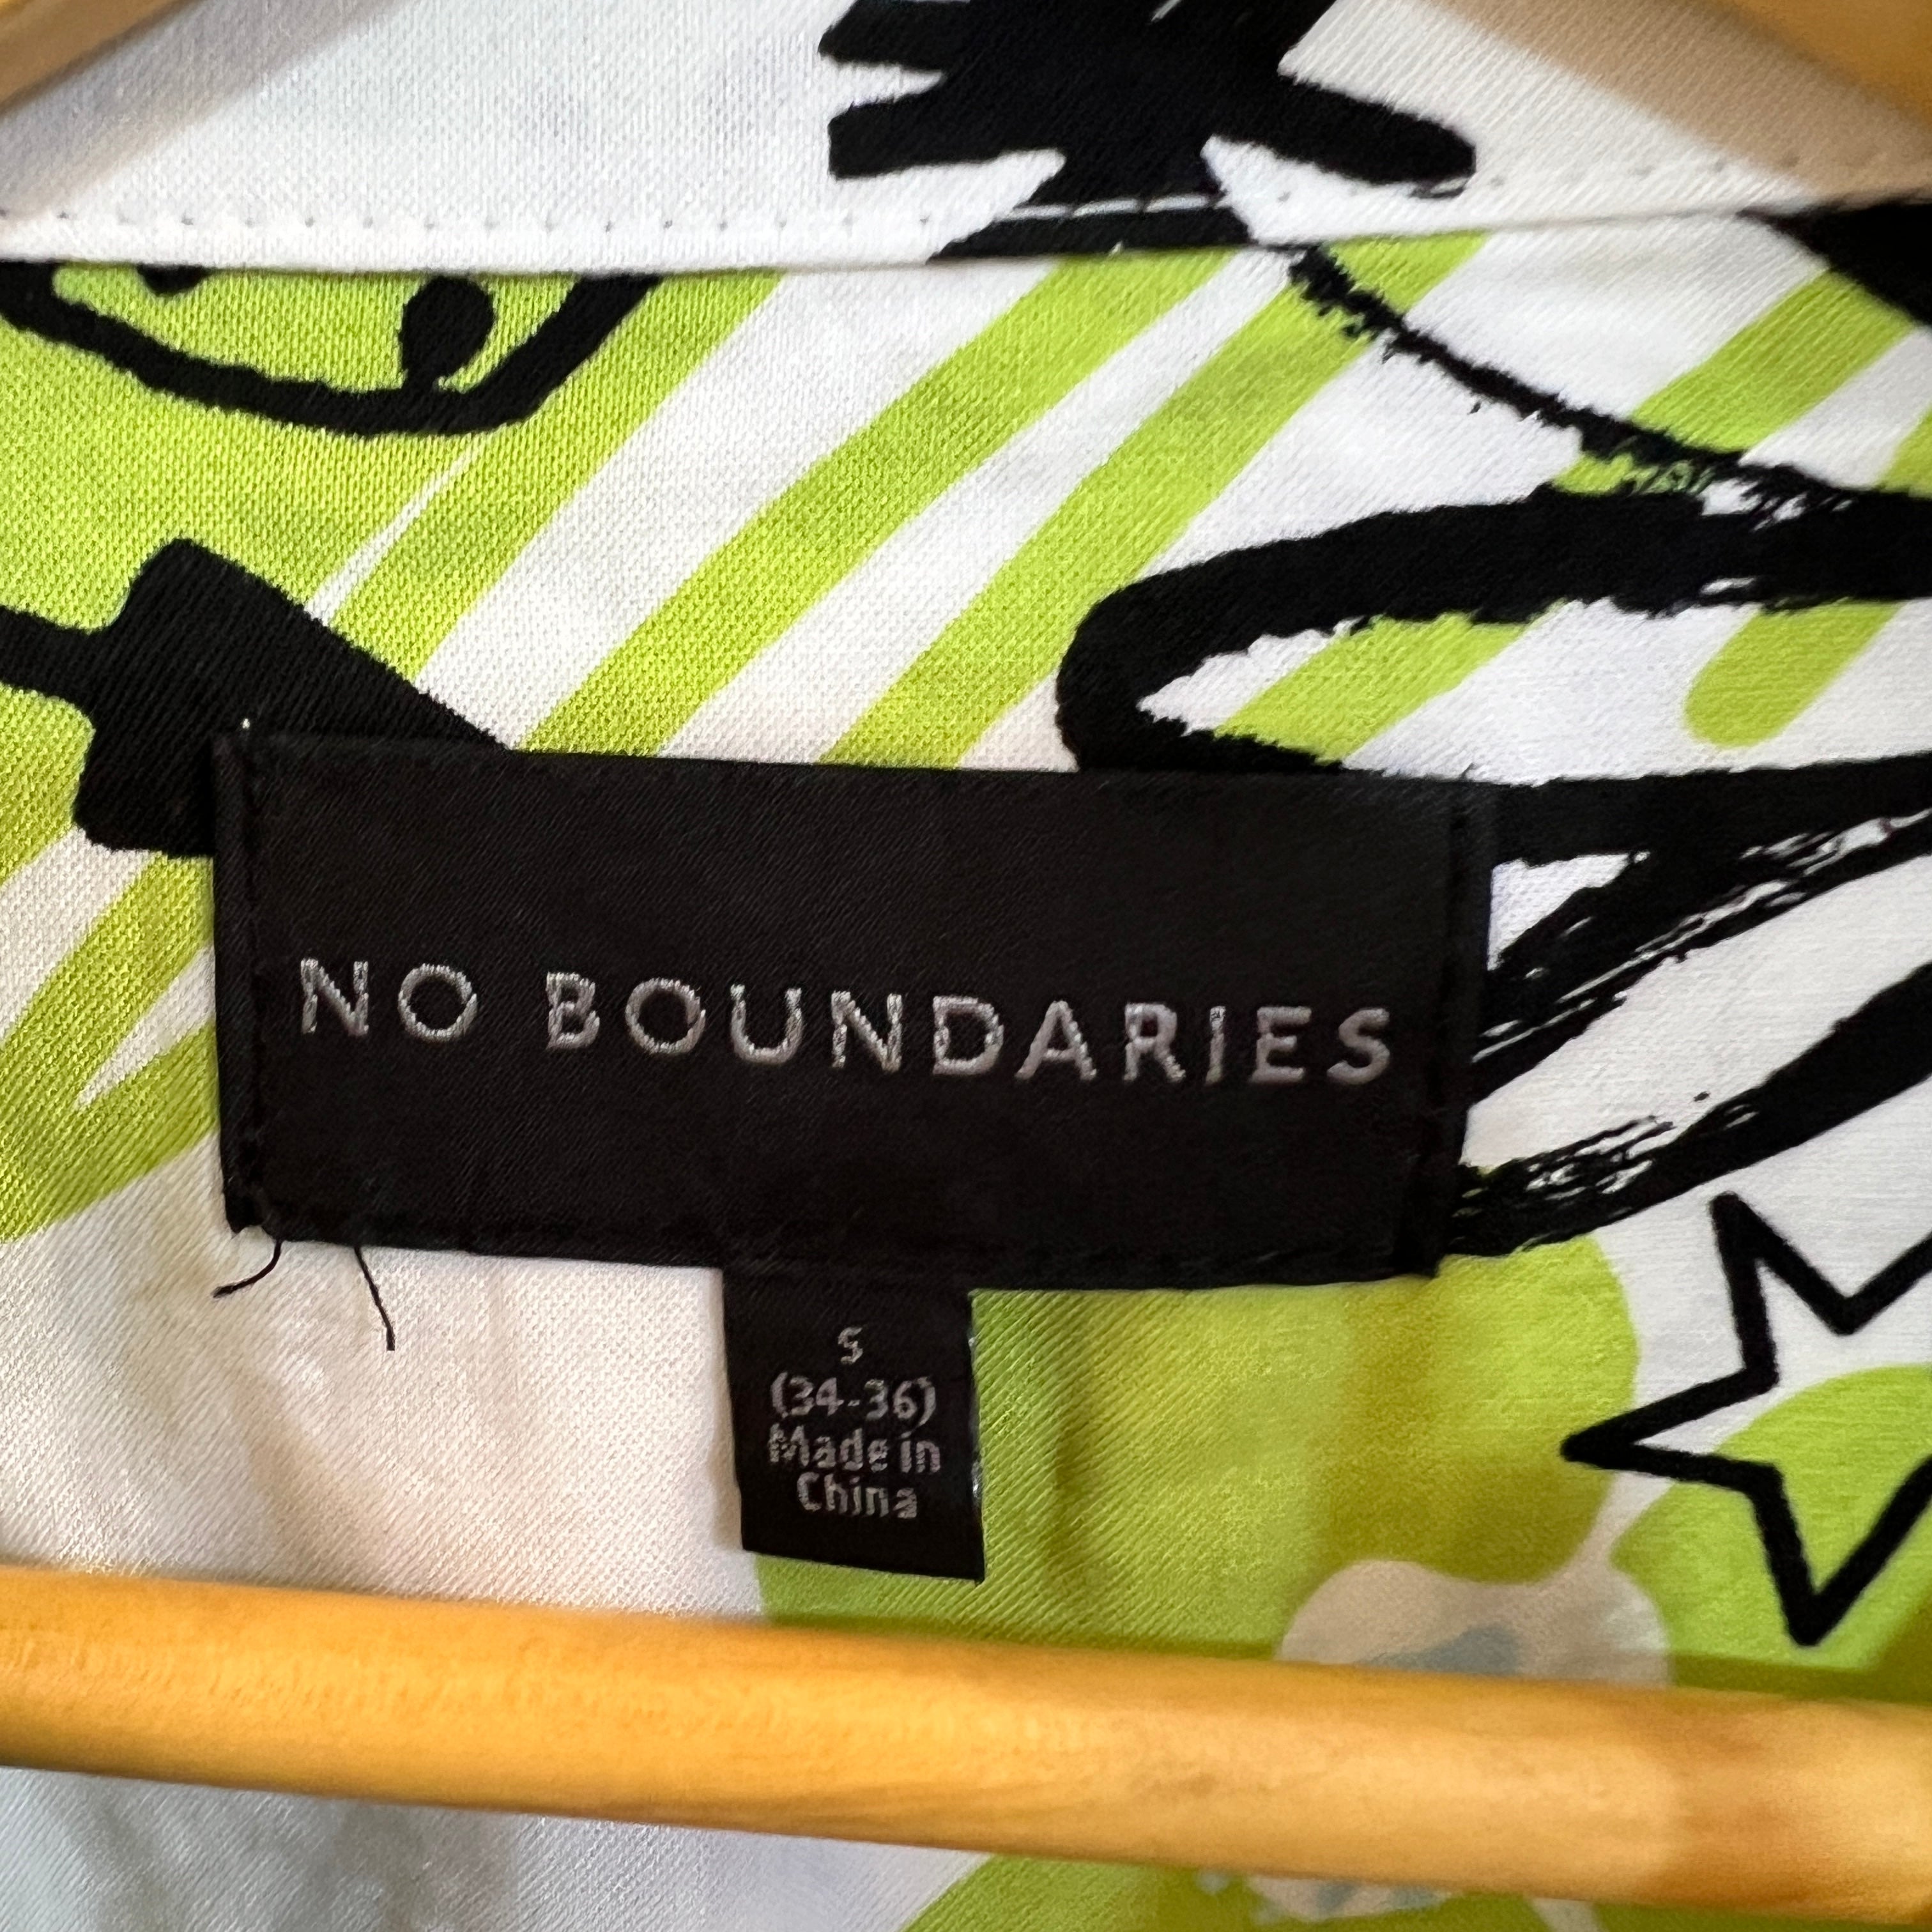 NO BOUNDARIES
S
(34-36)
Made in
China